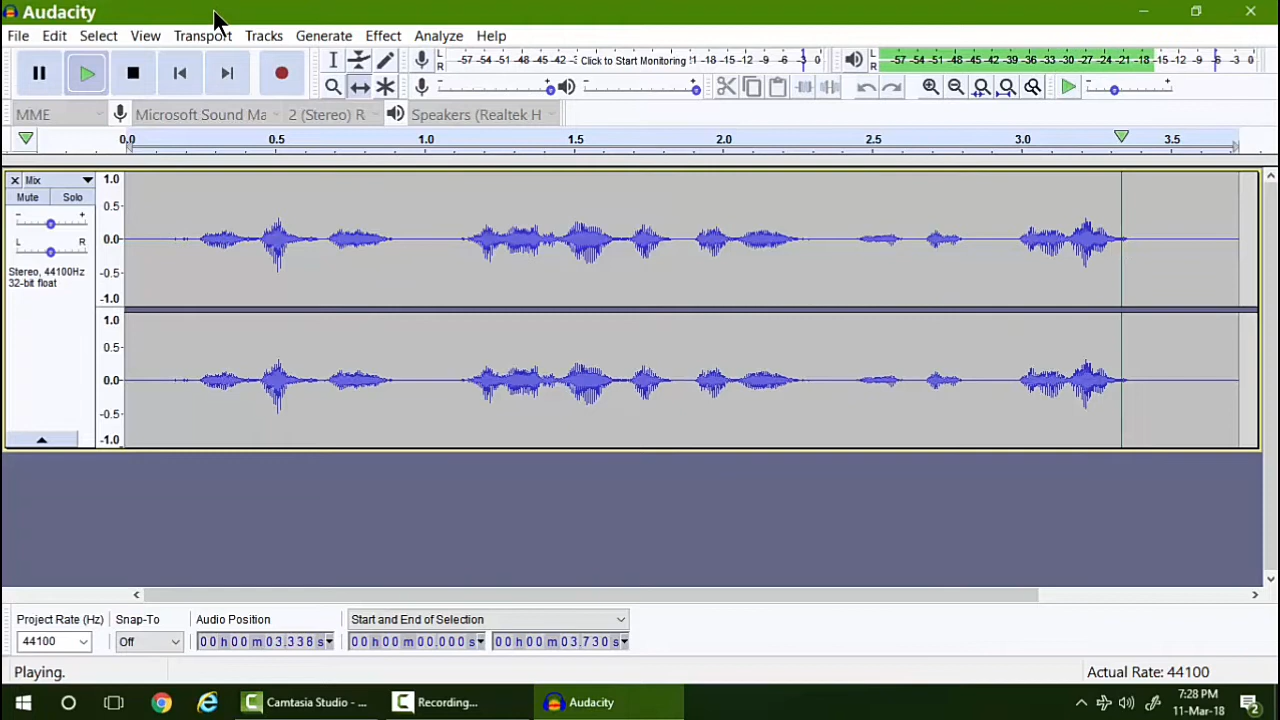 Audacity
File Edit Select View Transport Tracks Generate Effect Analyze Help
L R -57 -54 -51 -48 -45 -42 - Click to Start Monitoring !1 -18 -15 -12 -9 -6 -3 0
L R -57 -54 -51 -48 -45 -42 -39 -36 -33 -30 -27 -24 -21 -18 -15 -12 -9 -6 -3 0
MME Microsoft Sound Ma 2 (Stereo) R Speakers (Realtek H
0.0 0.5 1.0 1.5 2.0 2.5 3.0 3.5
Mix
Mute Solo
- +
L R
Stereo, 44100Hz
32-bit float
1.0
0.5-
0.0-
-0.5-
-1.0
1.0
0.5-
0.0-
-0.5-
-1.0
Project Rate (Hz) Snap-To Audio Position Start and End of Selection
44100 Off 00 h 00 m 03.338 s 00 h 00 m 00.000 s 00 h 00 m 03.730 s
Playing. Actual Rate: 44100
Camtasia Studio - ... Recording... Audacity
7:28 PM
11-Mar-18
2